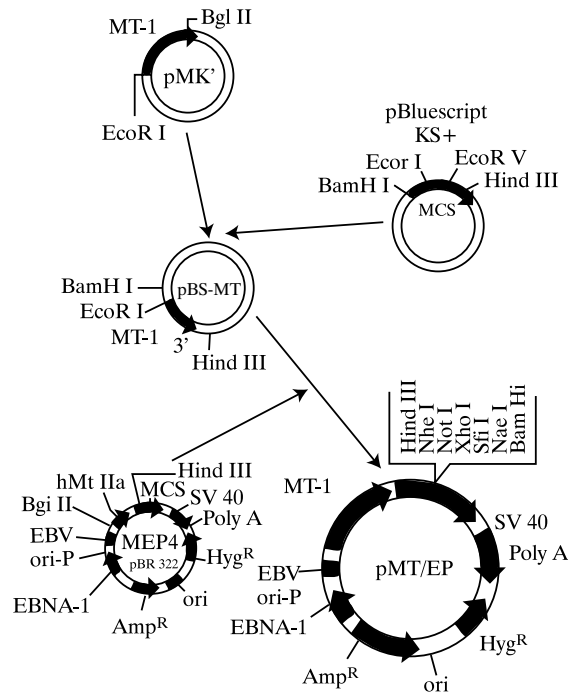 Bgl II
MT-1
pMK'
EcoR I
pBluescript
KS+
Ecor I
EcoR V
BamH I
Hind III
MCS
BamH I
pBS-MT
EcoR I
MT-1
3'
Hind III
Hind III
Nhe I
Not I
Xho I
Sfi I
Nae I
Bam Hi
Hind III
hMt IIa
MCS
SV 40
Bgi II
Poly A
EBV
MEP4
ori-P
pBR 322
HygR
EBNA-1
ori
AmpR
MT-1
SV 40
Poly A
EBV
pMT/EP
ori-P
EBNA-1
HygR
AmpR
ori